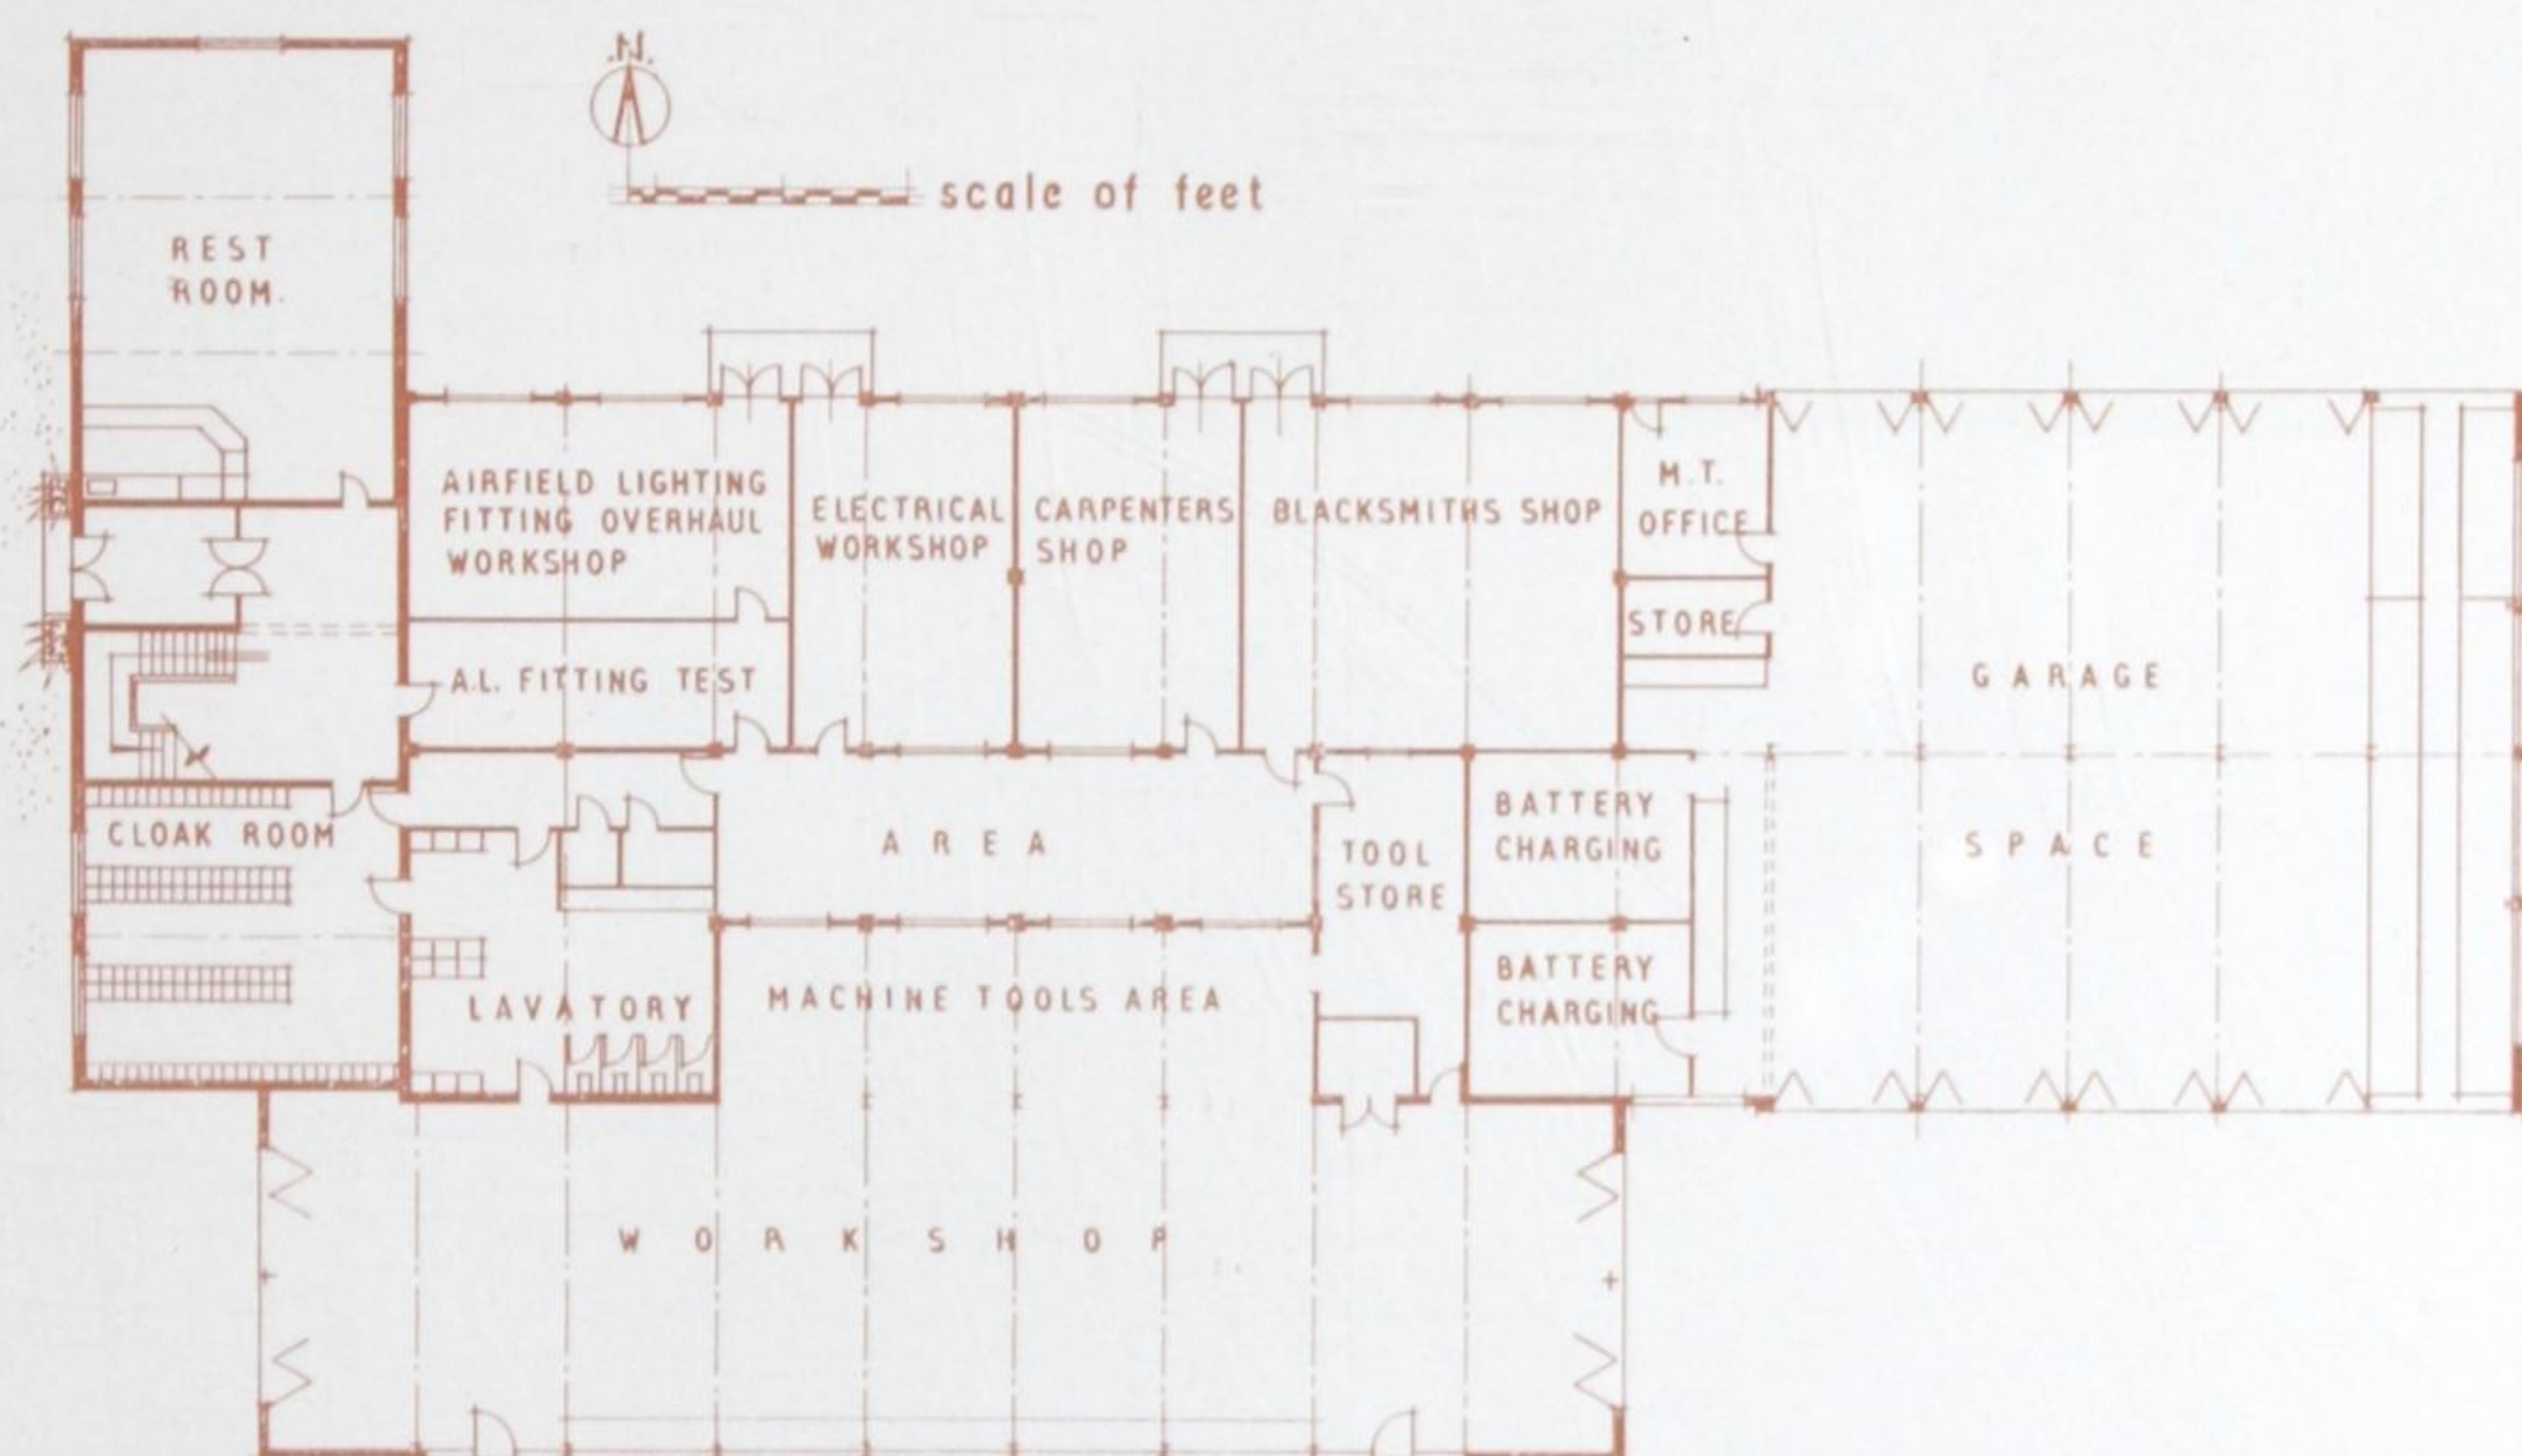 .N.
scale of feet
REST
ROOM.
AIRFIELD LIGHTING
FITTING OVERHAUL
WORKSHOP
ELECTRICAL
WORKSHOP
CARPENTERS
SHOP
BLACKSMITHS SHOP
M.T.
OFFICE
STORE
A.L. FITTING TEST
GARAGE
SPACE
CLOAK ROOM
AREA
TOOL
STORE
BATTERY
CHARGING
BATTERY
CHARGING
LAVATORY
MACHINE TOOLS AREA
WORKSHOP